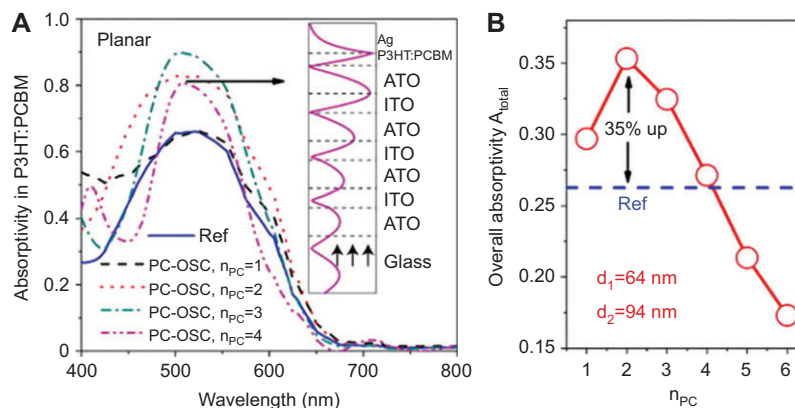 A
Planar
Absorptivity in P3HT:PCBM
1.0
0.8
0.6
0.4
0.2
0
Ref
PC-OSC, nPC=1
PC-OSC, nPC=2
PC-OSC, nPC=3
PC-OSC, nPC=4
Ag
P3HT:PCBM
ATO
ITO
ATO
ITO
ATO
ITO
ATO
Glass
400
500
600
700
800
Wavelength (nm)
B
Overall absorptivity Atotal
0.35
0.30
0.25
0.20
0.15
35% up
Ref
d1=64 nm
d2=94 nm
1
2
3
4
5
6
nPC